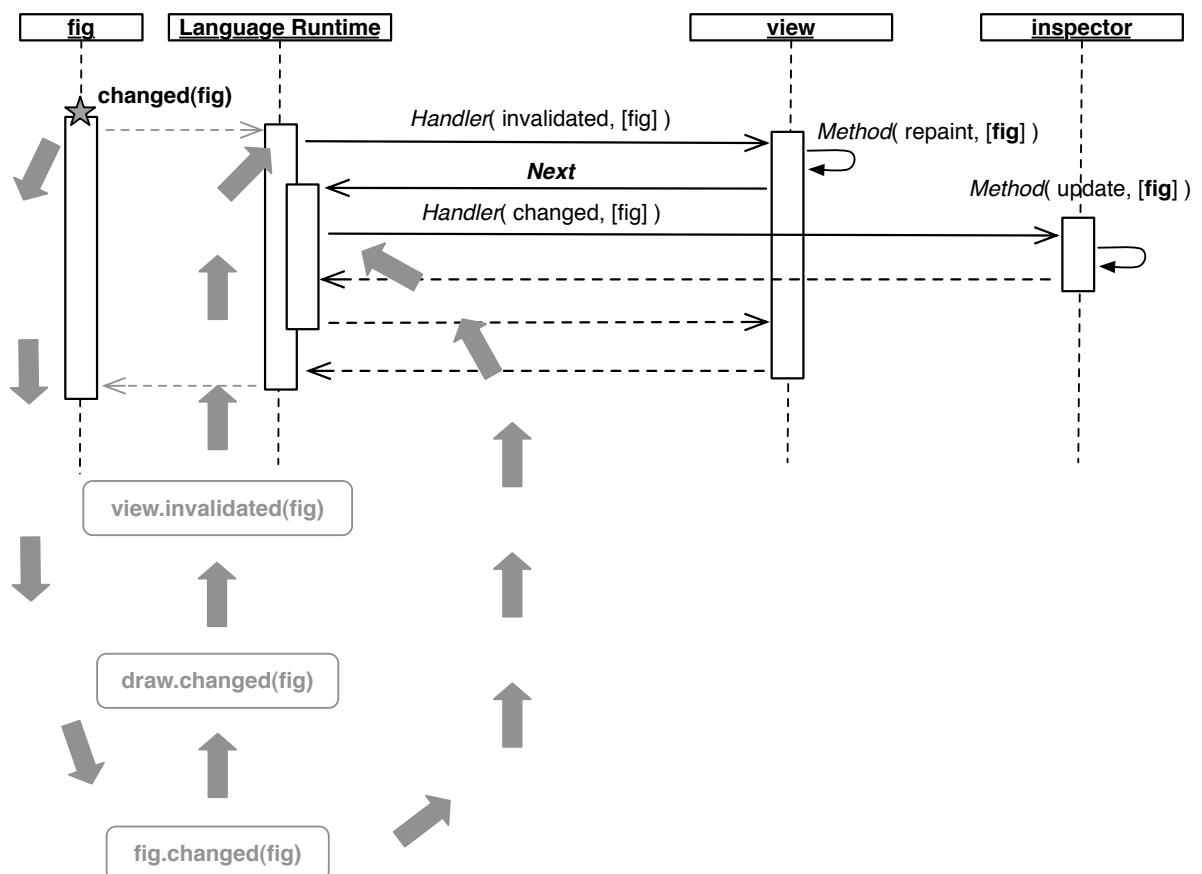 fig
Language Runtime
view
inspector
changed(fig)
Handler( invalidated, [fig] )
Method( repaint, [fig] )
Next
Method( update, [fig] )
Handler( changed, [fig] )
view.invalidated(fig)
draw.changed(fig)
fig.changed(fig)